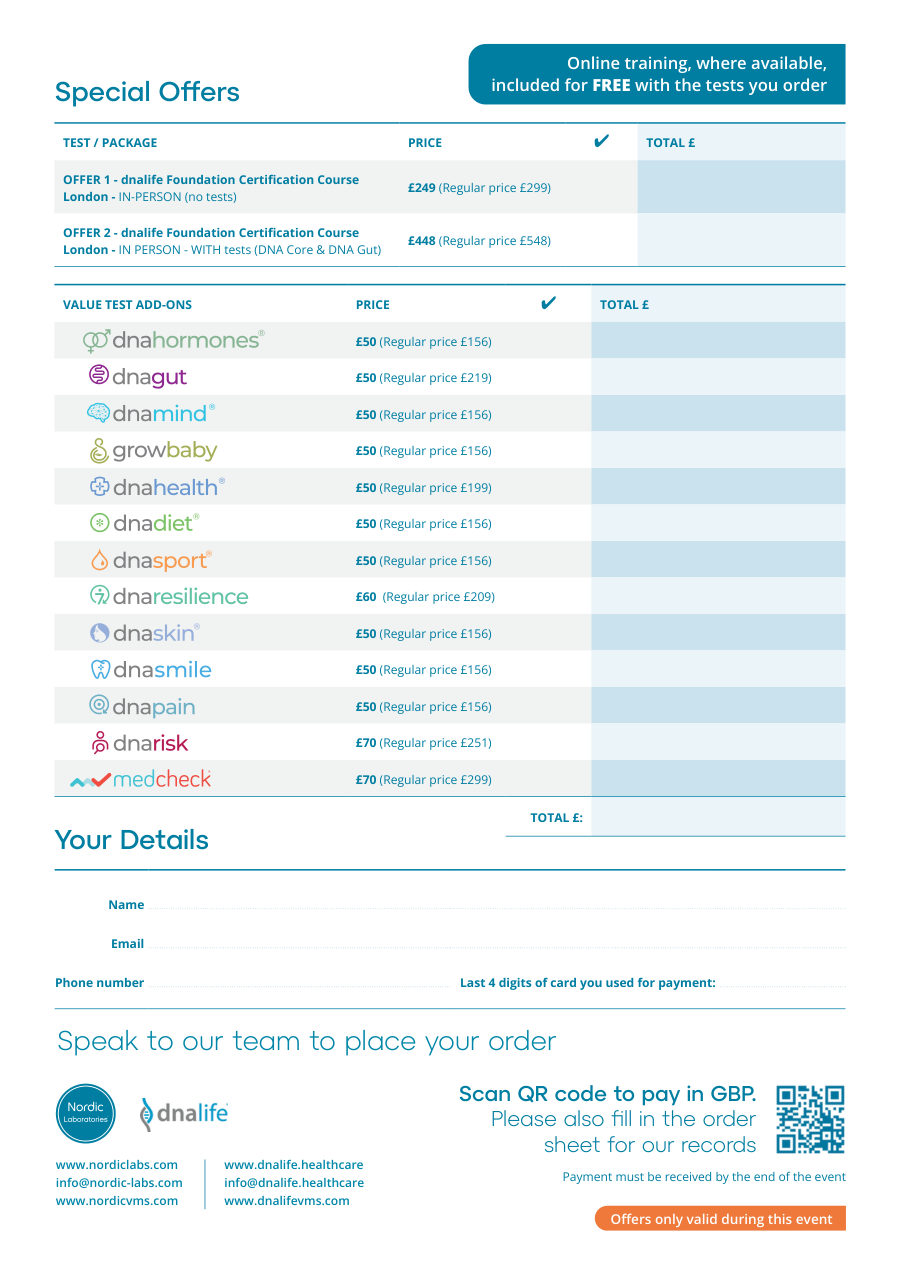 Online training, where available,
included for FREE with the tests you order
Special Offers
TEST / PACKAGE PRICE ✔ TOTAL £
OFFER 1 - dnalife Foundation Certification Course
London - IN-PERSON (no tests)
£249 (Regular price £299)
OFFER 2 - dnalife Foundation Certification Course
London - IN PERSON - WITH tests (DNA Core & DNA Gut)
£448 (Regular price £548)
VALUE TEST ADD-ONS PRICE ✔ TOTAL £
dnahormones® £50 (Regular price £156)
dnagut £50 (Regular price £219)
dnamind® £50 (Regular price £156)
growbaby £50 (Regular price £156)
dnahealth® £50 (Regular price £199)
dnadiet® £50 (Regular price £156)
dnasport® £50 (Regular price £156)
dnaresilience £60 (Regular price £209)
dnaskin® £50 (Regular price £156)
dnasmile £50 (Regular price £156)
dnapain £50 (Regular price £156)
dnarisk £70 (Regular price £251)
medcheck £70 (Regular price £299)
TOTAL £:
Your Details
Name
Email
Phone number Last 4 digits of card you used for payment:
Speak to our team to place your order
Nordic
Laboratories
dnalife
www.nordiclabs.com
info@nordic-labs.com
www.nordicvms.com
www.dnalife.healthcare
info@dnalife.healthcare
www.dnalifevms.com
Scan QR code to pay in GBP.
Please also fill in the order
sheet for our records
Payment must be received by the end of the event
Offers only valid during this event